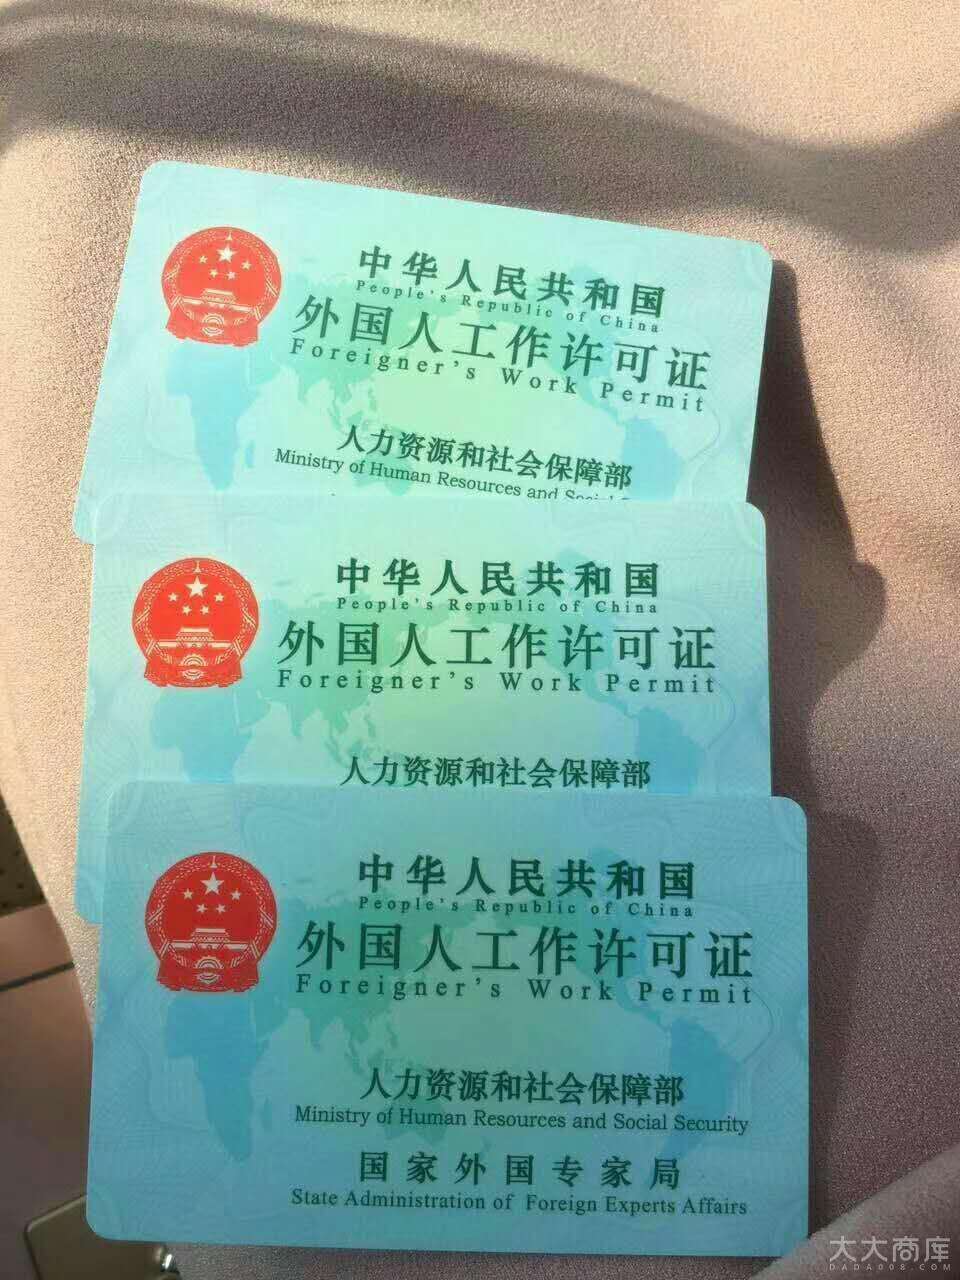 中华人民共和国
People's Republic of China
外国人工作许可证
Foreigner's Work Permit
人力资源和社会保障部
Ministry of Human Resources and Social
中华人民共和国
People's Republic of China
外国人工作许可证
Foreigner's Work Permit
人力资源和社会保障部
中华人民共和国
People's Republic of China
外国人工作许可证
Foreigner's Work Permit
人力资源和社会保障部
Ministry of Human Resources and Social Security
国家外国专家局
State Administration of Foreign Experts Affairs
大大商库
DADA008.COM